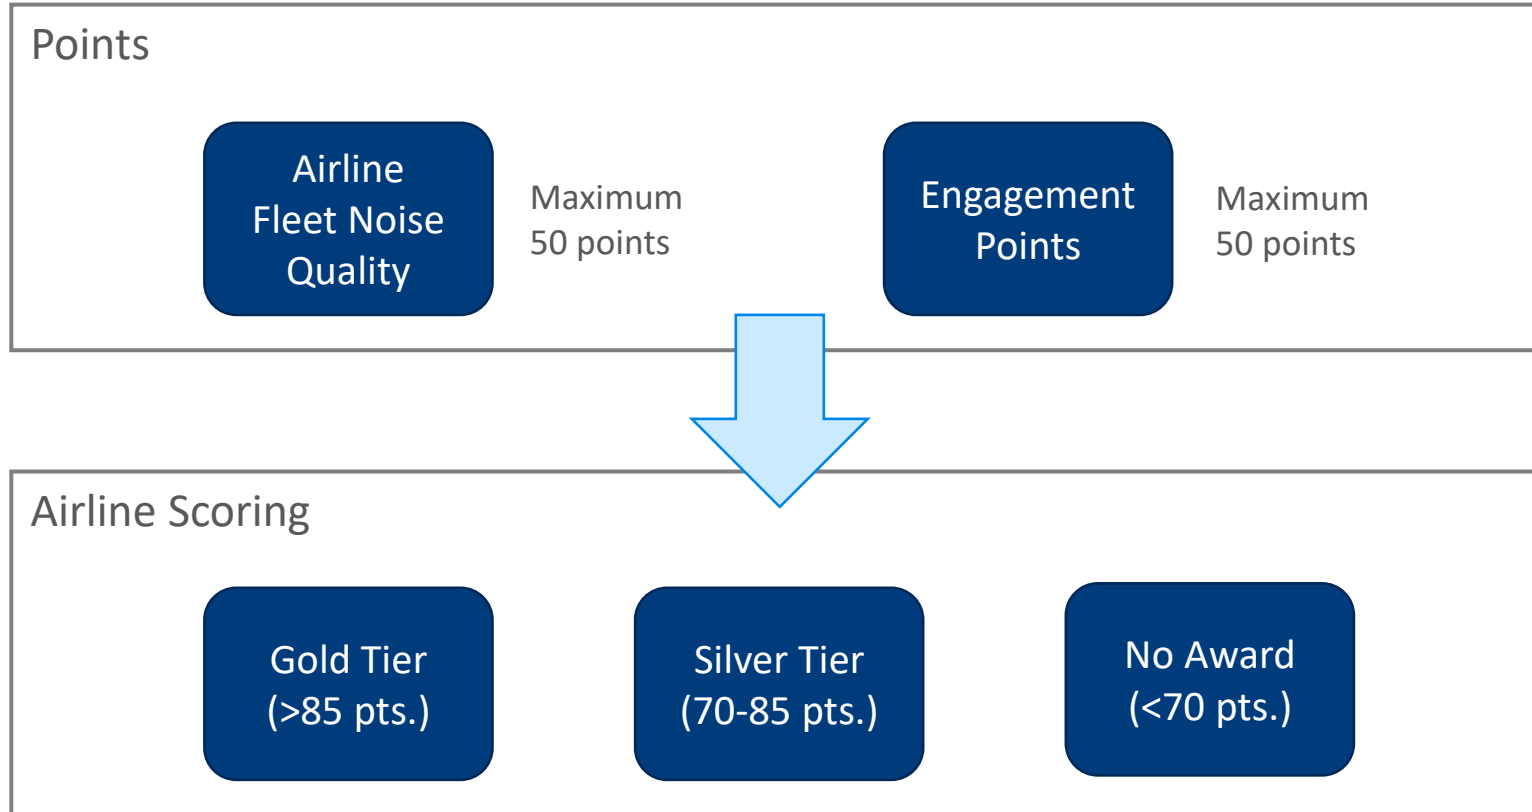 Points
Airline
Fleet Noise
Quality
Maximum
50 points
Engagement
Points
Maximum
50 points
Airline Scoring
Gold Tier
(>85 pts.)
Silver Tier
(70-85 pts.)
No Award
(<70 pts.)